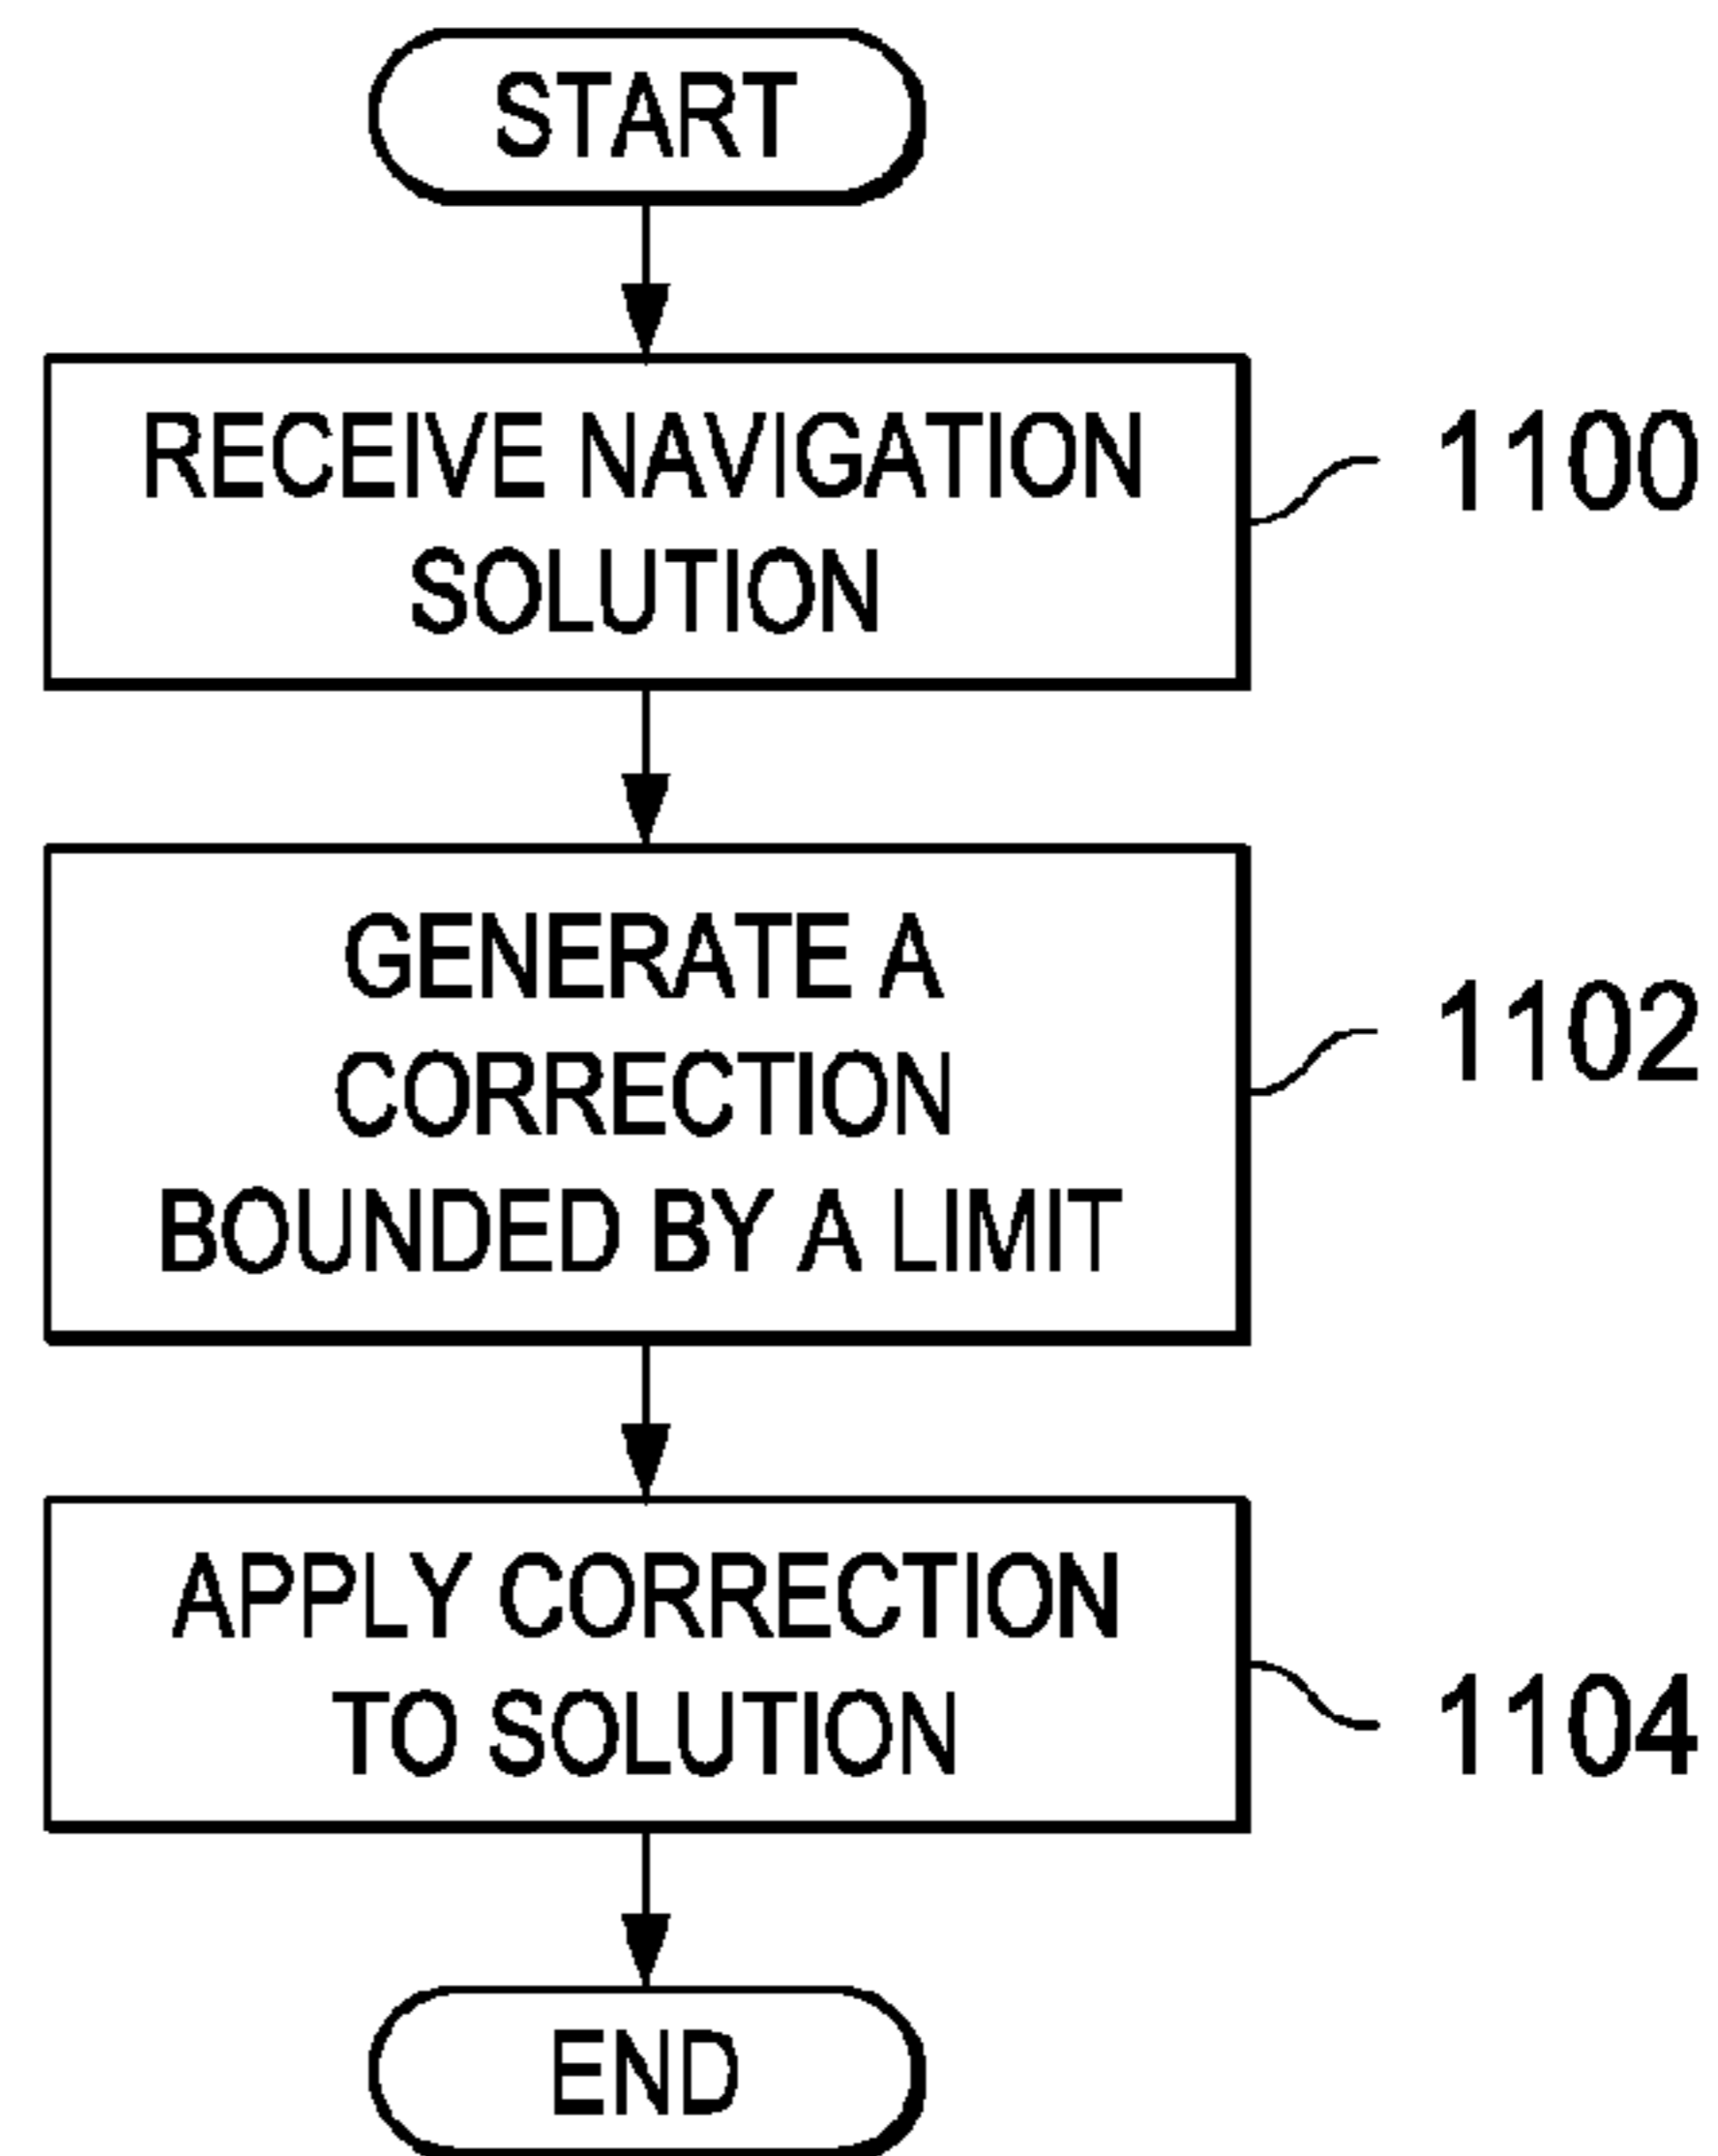 START
RECEIVE NAVIGATION
SOLUTION
1100
GENERATE A
CORRECTION
BOUNDED BY A LIMIT
1102
APPLY CORRECTION
TO SOLUTION
1104
END